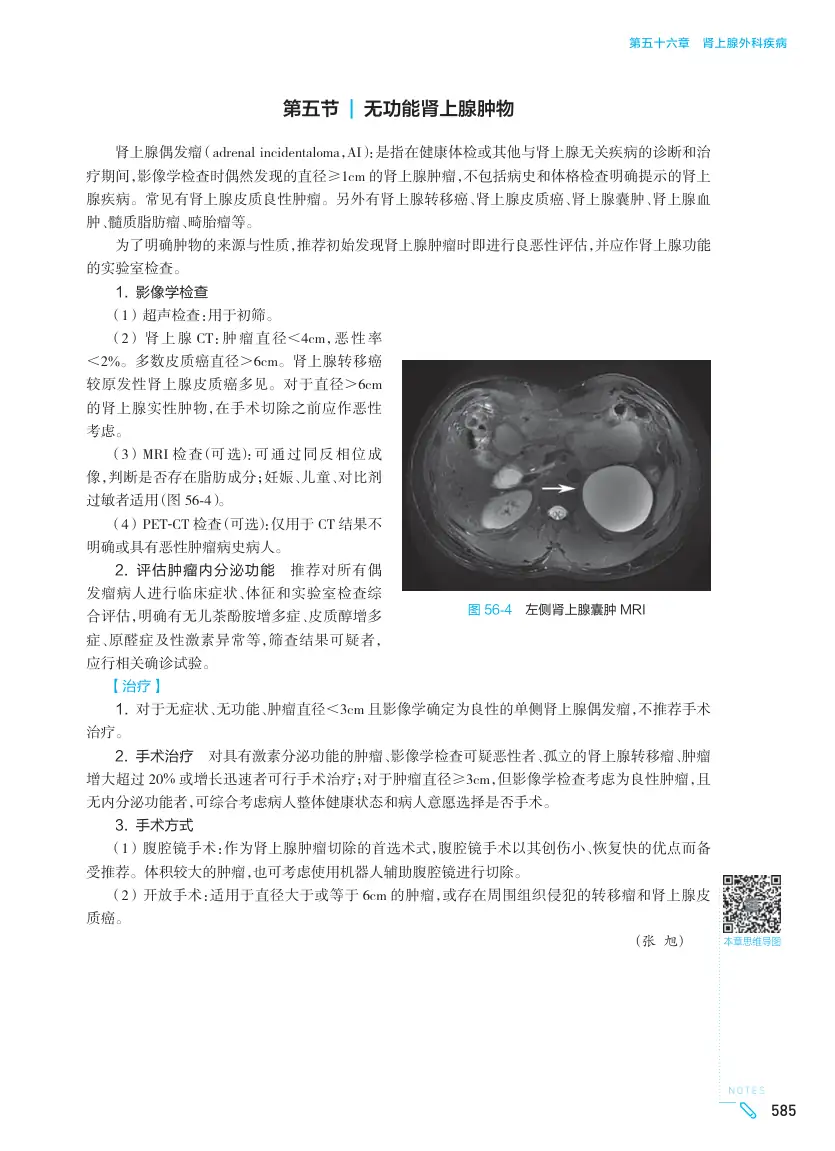 第五十六章 肾上腺外科疾病
第五节 | 无功能肾上腺肿物
肾上腺偶发瘤(adrenal incidentaloma,AI):是指在健康体检或其他与肾上腺无关疾病的诊断和治
疗期间,影像学检查时偶然发现的直径≥1cm 的肾上腺肿瘤,不包括病史和体格检查明确提示的肾上
腺疾病。常见有肾上腺皮质良性肿瘤。另外有肾上腺转移癌、肾上腺皮质癌、肾上腺囊肿、肾上腺血
肿、髓质脂肪瘤、畸胎瘤等。
为了明确肿物的来源与性质,推荐初始发现肾上腺肿瘤时即进行良恶性评估,并应作肾上腺功能
的实验室检查。
1. 影像学检查
(1)超声检查:用于初筛。
(2)肾上腺 CT:肿瘤直径<4cm,恶性率
<2%。多数皮质癌直径>6cm。肾上腺转移癌
较原发性肾上腺皮质癌多见。对于直径>6cm
的肾上腺实性肿物,在手术切除之前应作恶性
考虑。
(3)MRI 检查(可选):可通过同反相位成
像,判断是否存在脂肪成分;妊娠、儿童、对比剂
过敏者适用(图 56-4)。
(4)PET-CT 检查(可选):仅用于 CT 结果不
明确或具有恶性肿瘤病史病人。
2. 评估肿瘤内分泌功能 推荐对所有偶
发瘤病人进行临床症状、体征和实验室检查综
合评估,明确有无儿茶酚胺增多症、皮质醇增多
症、原醛症及性激素异常等,筛查结果可疑者,
应行相关确诊试验。
图 56-4 左侧肾上腺囊肿 MRI
【治疗】
1. 对于无症状、无功能、肿瘤直径<3cm 且影像学确定为良性的单侧肾上腺偶发瘤,不推荐手术
治疗。
2. 手术治疗 对具有激素分泌功能的肿瘤、影像学检查可疑恶性者、孤立的肾上腺转移瘤、肿瘤
增大超过 20% 或增长迅速者可行手术治疗;对于肿瘤直径≥3cm,但影像学检查考虑为良性肿瘤,且
无内分泌功能者,可综合考虑病人整体健康状态和病人意愿选择是否手术。
3. 手术方式
(1)腹腔镜手术:作为肾上腺肿瘤切除的首选术式,腹腔镜手术以其创伤小、恢复快的优点而备
受推荐。体积较大的肿瘤,也可考虑使用机器人辅助腹腔镜进行切除。
(2)开放手术:适用于直径大于或等于 6cm 的肿瘤,或存在周围组织侵犯的转移瘤和肾上腺皮
质癌。
(张 旭)
本章思维导图
NOTES
585